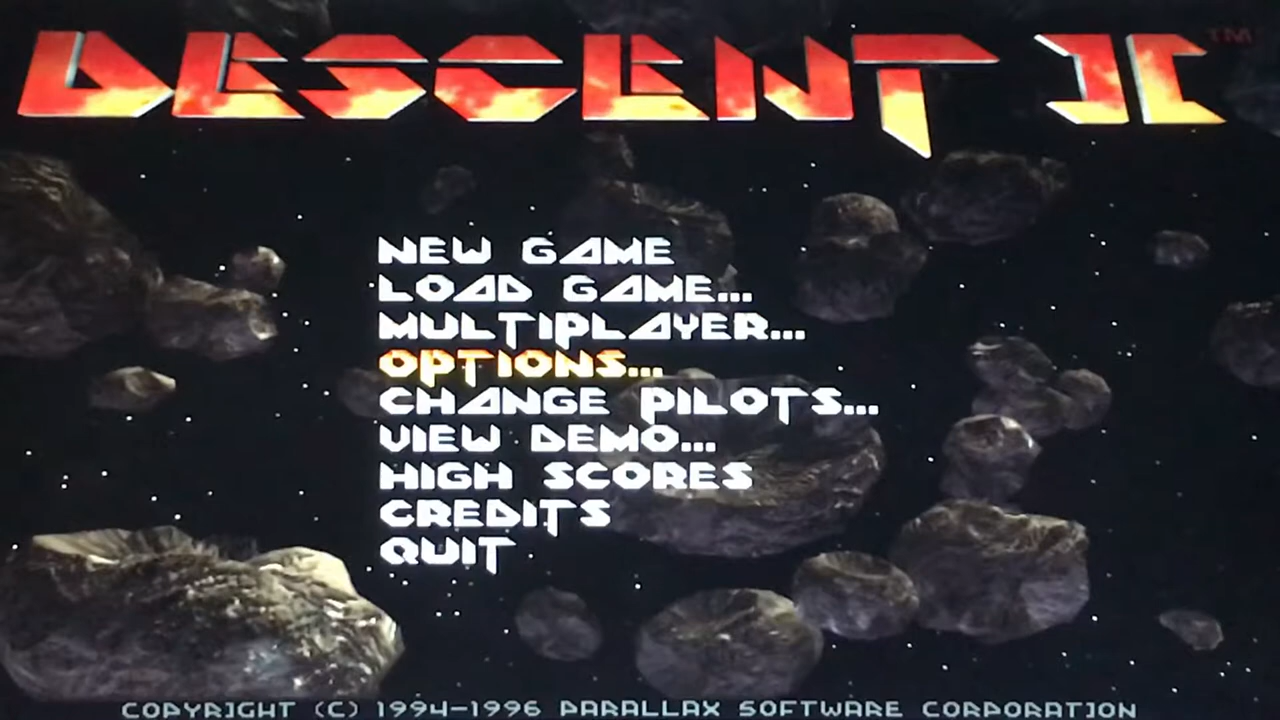 DESCENT II ™
NEW GAME
LOAD GAME...
MULTIPLAYER...
OPTIONS...
CHANGE PILOTS...
VIEW DEMO...
HIGH SCORES
CREDITS
QUIT
COPYRIGHT (C) 1994-1996 PARALLAX SOFTWARE CORPORATION